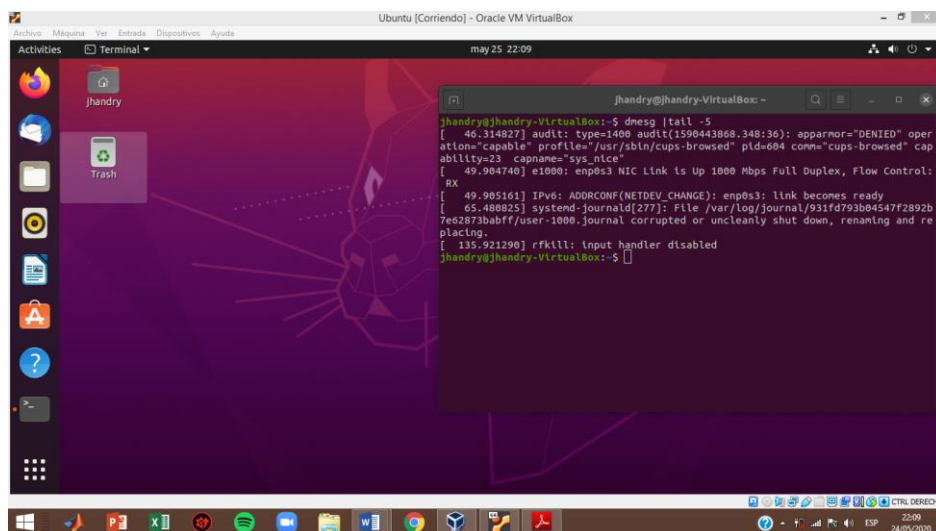 Ubuntu [Corriendo] - Oracle VM VirtualBox
Archivo Máquina Ver Entrada Dispositivos Ayuda
Activities Terminal may 25 22:09
jhandry
Trash
jhandry@jhandry-VirtualBox: ~
jhandry@jhandry-VirtualBox:~$ dmesg |tail -5
[   46.314827] audit: type=1400 audit(1590443868.348:36): apparmor="DENIED" oper
ation="capable" profile="/usr/sbin/cups-browsed" pid=604 comm="cups-browsed" cap
ability=23  capname="sys_nice"
[   49.904740] e1000: enp0s3 NIC Link is Up 1000 Mbps Full Duplex, Flow Control:
 RX
[   49.905161] IPv6: ADDRCONF(NETDEV_CHANGE): enp0s3: link becomes ready
[   65.480825] systemd-journald[277]: File /var/log/journal/931fd793b04547f2892b
7e62873babff/user-1000.journal corrupted or uncleanly shut down, renaming and re
placing.
[  135.921290] rfkill: input handler disabled
jhandry@jhandry-VirtualBox:~$
CTRL DERECH
ESP
22:09
24/05/2020